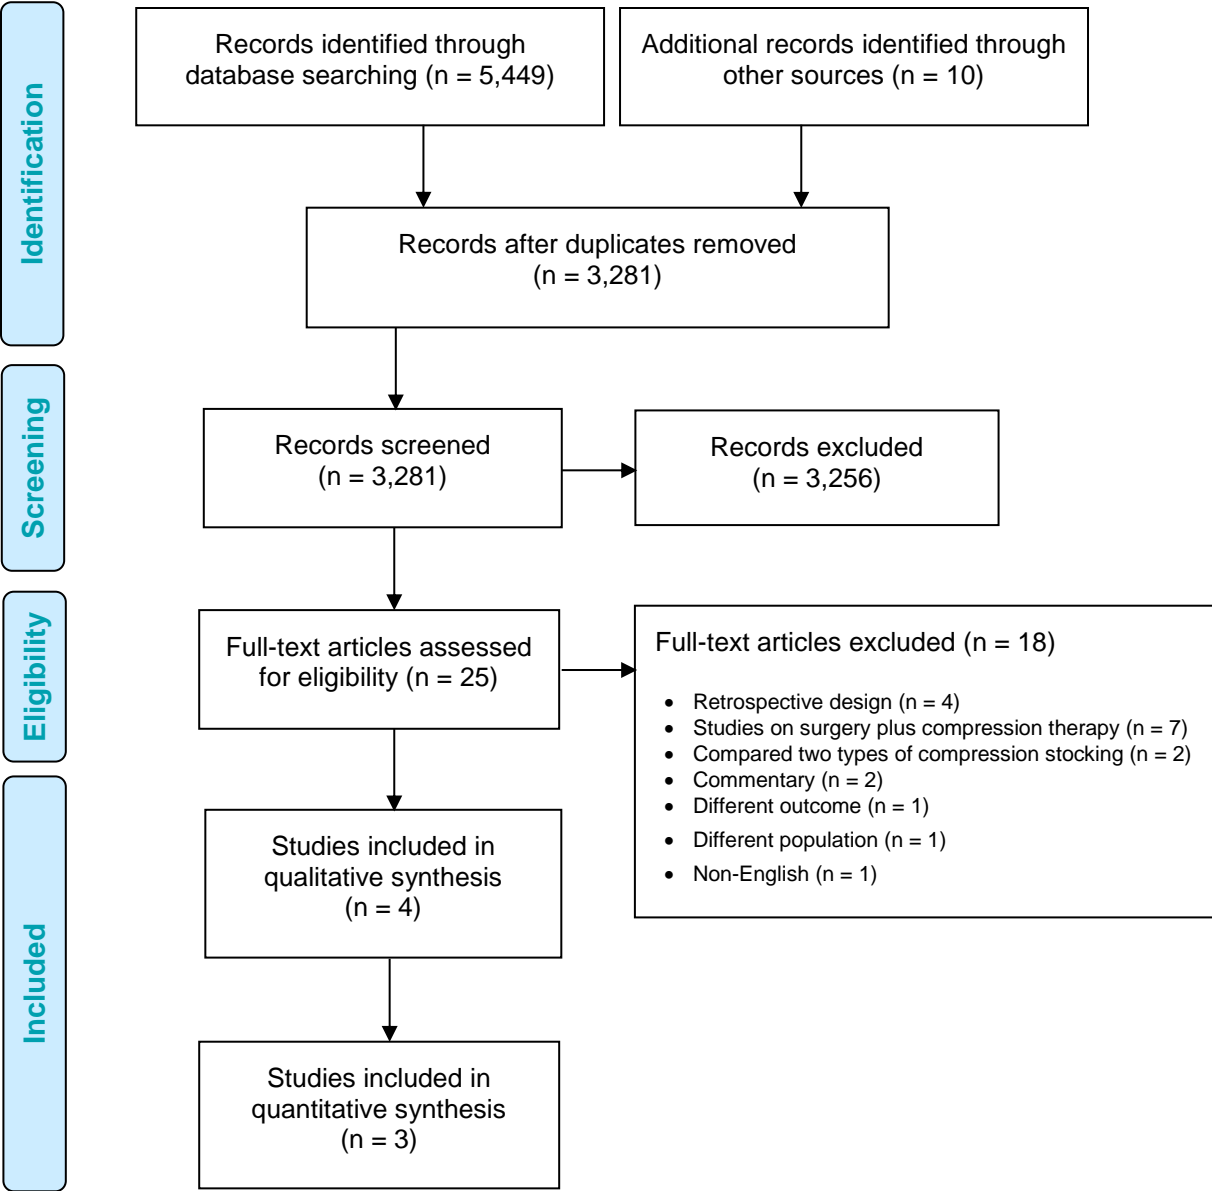 Identification
Records identified through
database searching (n = 5,449)
Additional records identified through
other sources (n = 10)
Records after duplicates removed
(n = 3,281)
Screening
Records screened
(n = 3,281)
Records excluded
(n = 3,256)
Eligibility
Full-text articles assessed
for eligibility (n = 25)
Full-text articles excluded (n = 18)
• Retrospective design (n = 4)
• Studies on surgery plus compression therapy (n = 7)
• Compared two types of compression stocking (n = 2)
• Commentary (n = 2)
• Different outcome (n = 1)
• Different population (n = 1)
• Non-English (n = 1)
Included
Studies included in
qualitative synthesis
(n = 4)
Studies included in
quantitative synthesis
(n = 3)